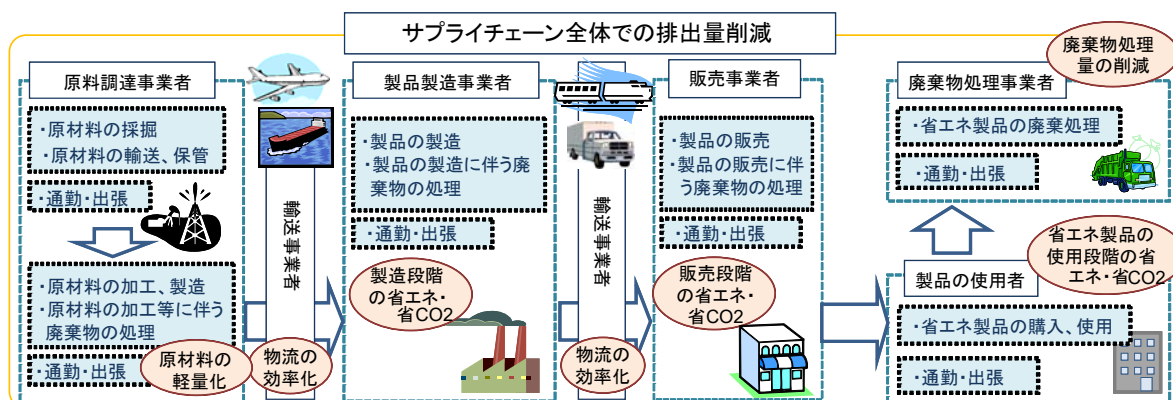 サプライチェーン全体での排出量削減
原料調達事業者
・原材料の採掘
・原材料の輸送、保管
・通勤・出張
・原材料の加工、製造
・原材料の加工等に伴う
廃棄物の処理
・通勤・出張
原材料の
軽量化
輸送事業者
物流の
効率化
製品製造事業者
・製品の製造
・製品の製造に伴う廃
棄物の処理
・通勤・出張
製造段階
の省エネ・
省CO2
輸送事業者
物流の
効率化
販売事業者
・製品の販売
・製品の販売に伴
う廃棄物の処理
・通勤・出張
販売段階
の省エネ・
省CO2
廃棄物処理
量の削減
廃棄物処理事業者
・省エネ製品の廃棄処理
・通勤・出張
省エネ製品の
使用段階の省
エネ・省CO2
製品の使用者
・省エネ製品の購入、使用
・通勤・出張